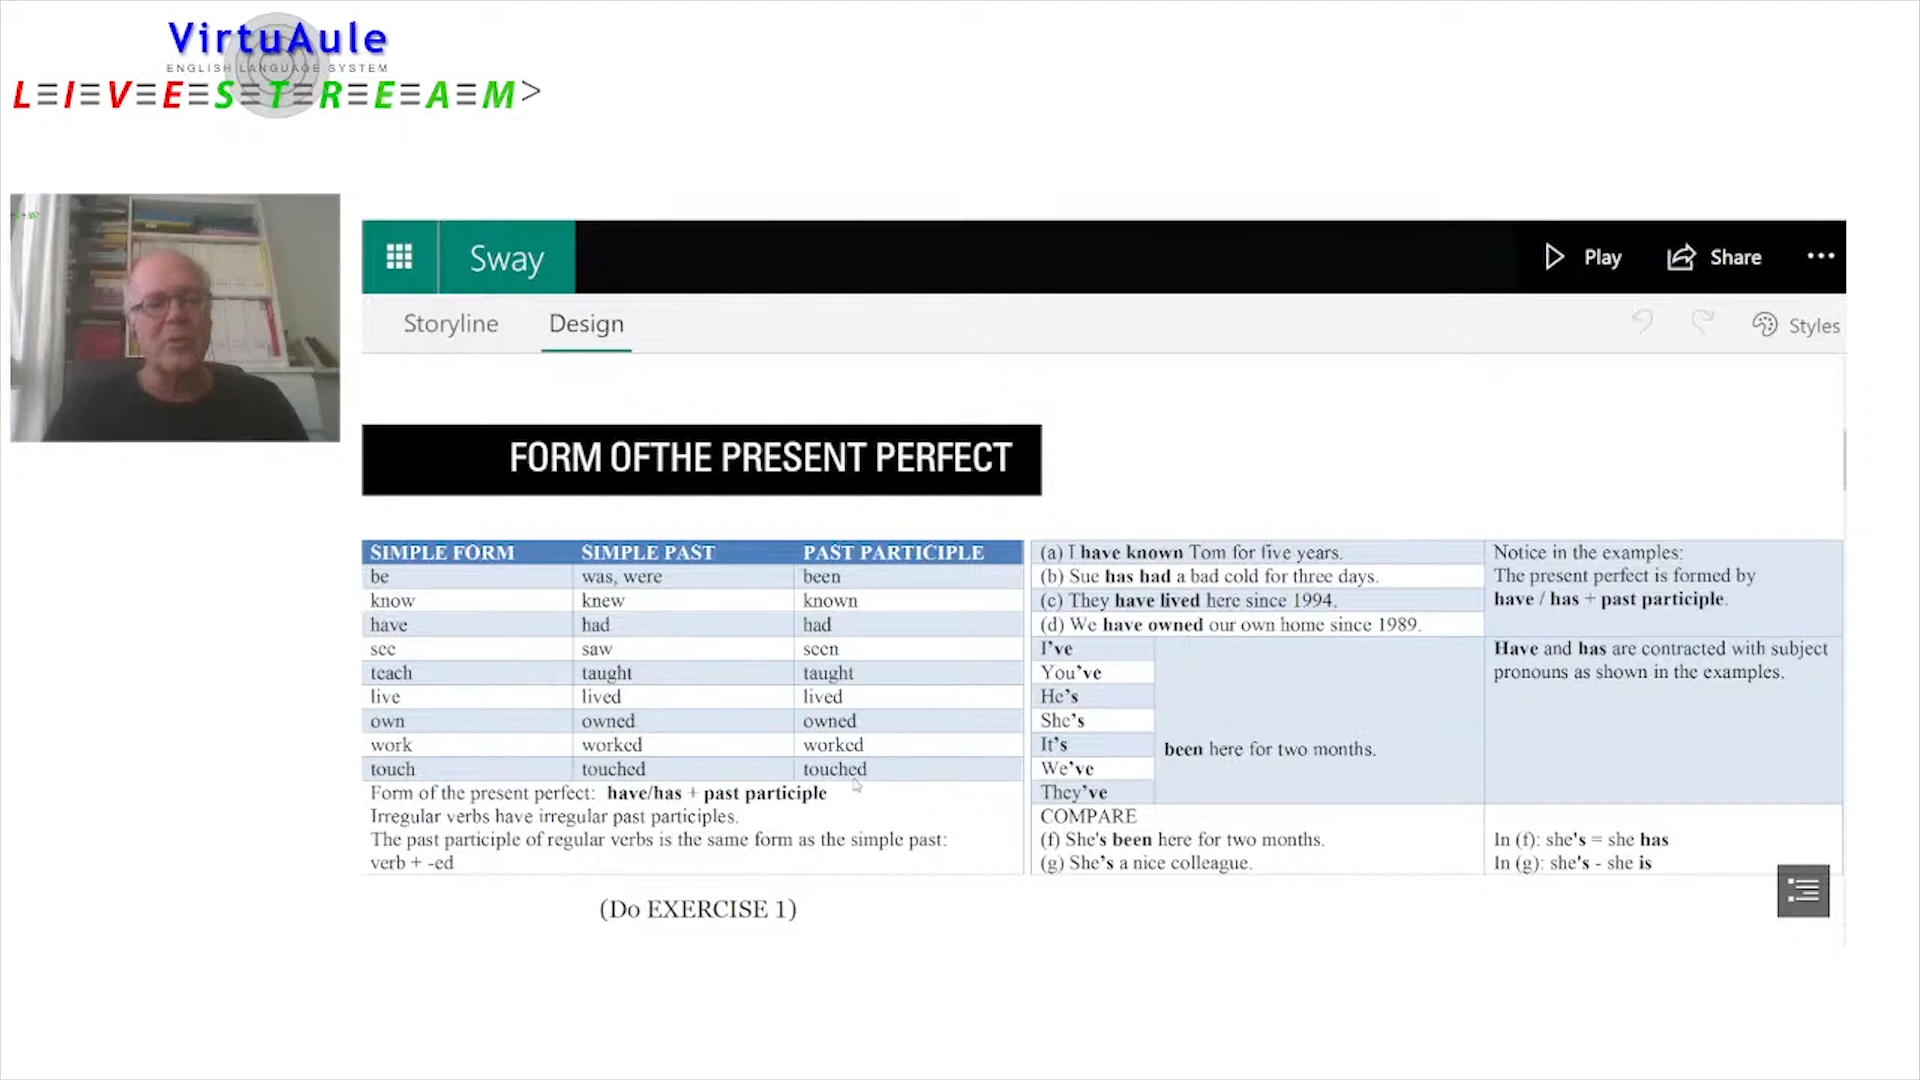 VirtuAule
ENGLISH LANGUAGE SYSTEM
L≡I≡V≡E≡S≡T≡R≡E≡A≡M>
Sway
Play
Share
Storyline
Design
Styles
FORM OFTHE PRESENT PERFECT
SIMPLE FORM SIMPLE PAST PAST PARTICIPLE
be was, were been
know knew known
have had had
see saw seen
teach taught taught
live lived lived
own owned owned
work worked worked
touch touched touched
Form of the present perfect: have/has + past participle
Irregular verbs have irregular past participles.
The past participle of regular verbs is the same form as the simple past:
verb + -ed
(a) I have known Tom for five years.
(b) Sue has had a bad cold for three days.
(c) They have lived here since 1994.
(d) We have owned our own home since 1989.
Notice in the examples:
The present perfect is formed by
have / has + past participle.
I've
You've
He's
She's
It's
We've
They've
been here for two months.
Have and has are contracted with subject
pronouns as shown in the examples.
COMPARE
(f) She's been here for two months.
(g) She's a nice colleague.
In (f): she's = she has
In (g): she's - she is
(Do EXERCISE 1)